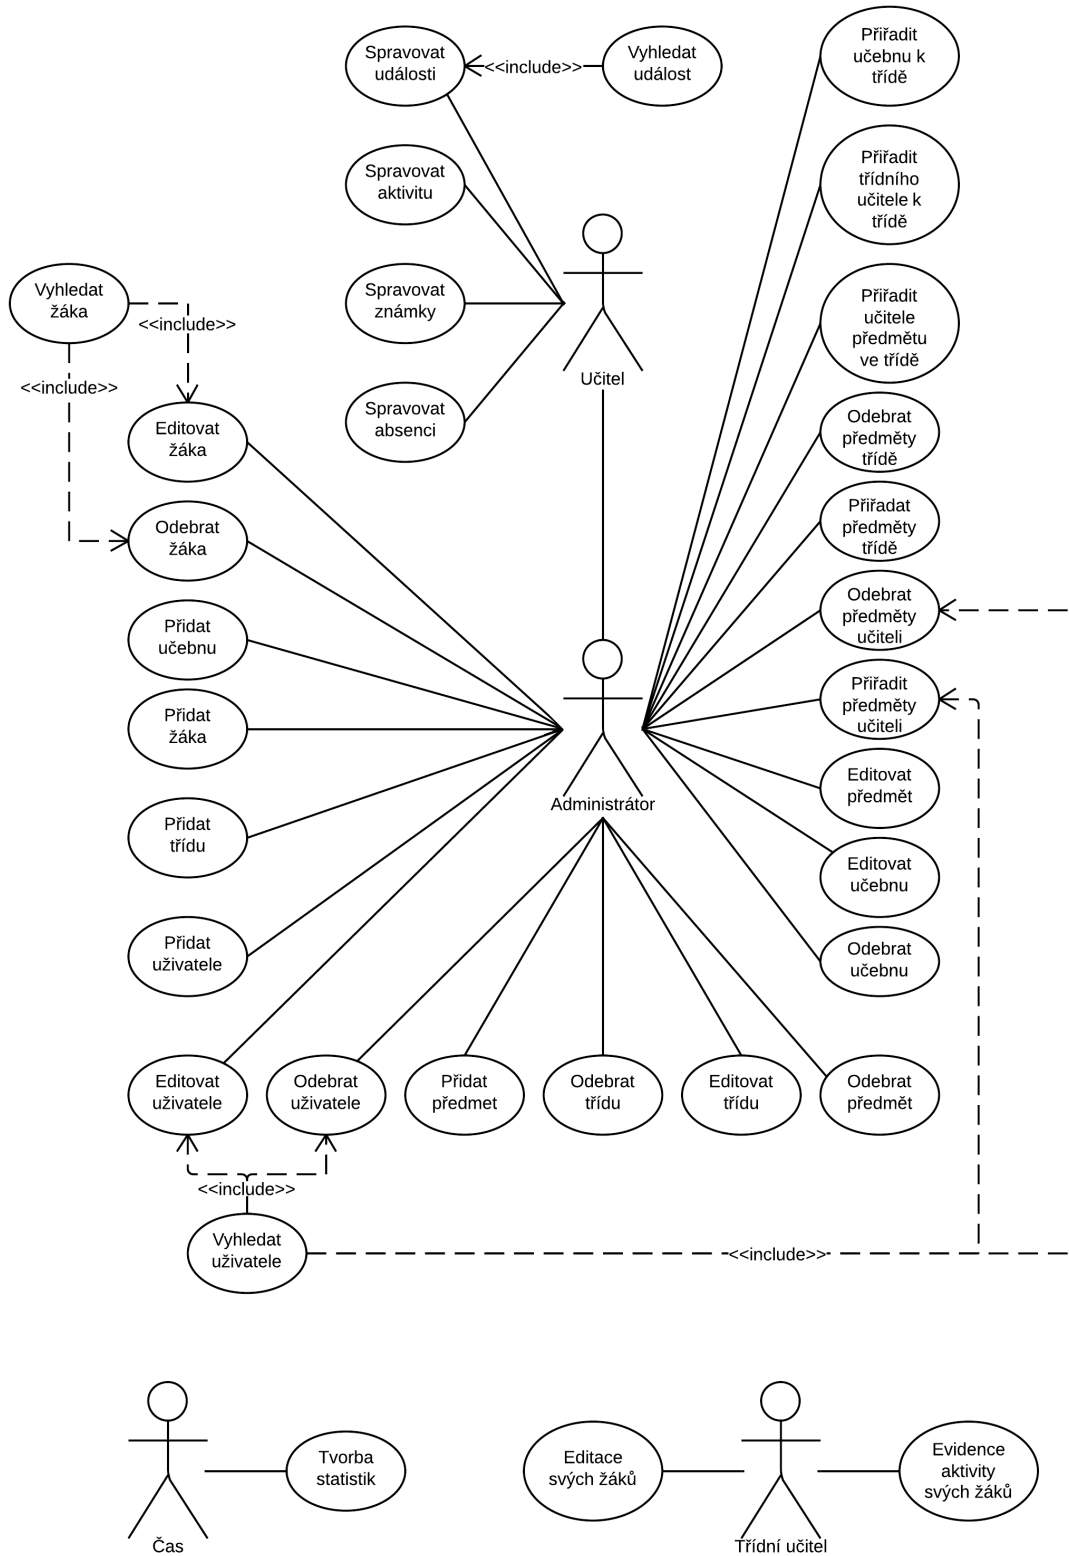 Spravovat
události
<<include>>
Vyhledat
událost
Přiřadit
učebnu k
třídě
Spravovat
aktivitu
Přiřadit
třídního
učitele k
třídě
Vyhledat
žáka
<<include>>
<<include>>
Spravovat
známky
Učitel
Přiřadit
učitele
předmětu
ve třídě
Spravovat
absenci
Editovat
žáka
Odebrat
předměty
třídě
Odebrat
žáka
Přiřadat
předměty
třídě
Přidat
učebnu
Odebrat
předměty
učiteli
Přidat
žáka
Přiřadit
předměty
učiteli
Administrátor
Editovat
předmět
Přidat
třídu
Editovat
učebnu
Přidat
uživatele
Odebrat
učebnu
Editovat
uživatele
Odebrat
uživatele
Přidat
předmet
Odebrat
třídu
Editovat
třídu
Odebrat
předmět
<<include>>
Vyhledat
uživatele
<<include>>
Tvorba
statistik
Čas
Editace
svých žáků
Třídní učitel
Evidence
aktivity
svých žáků